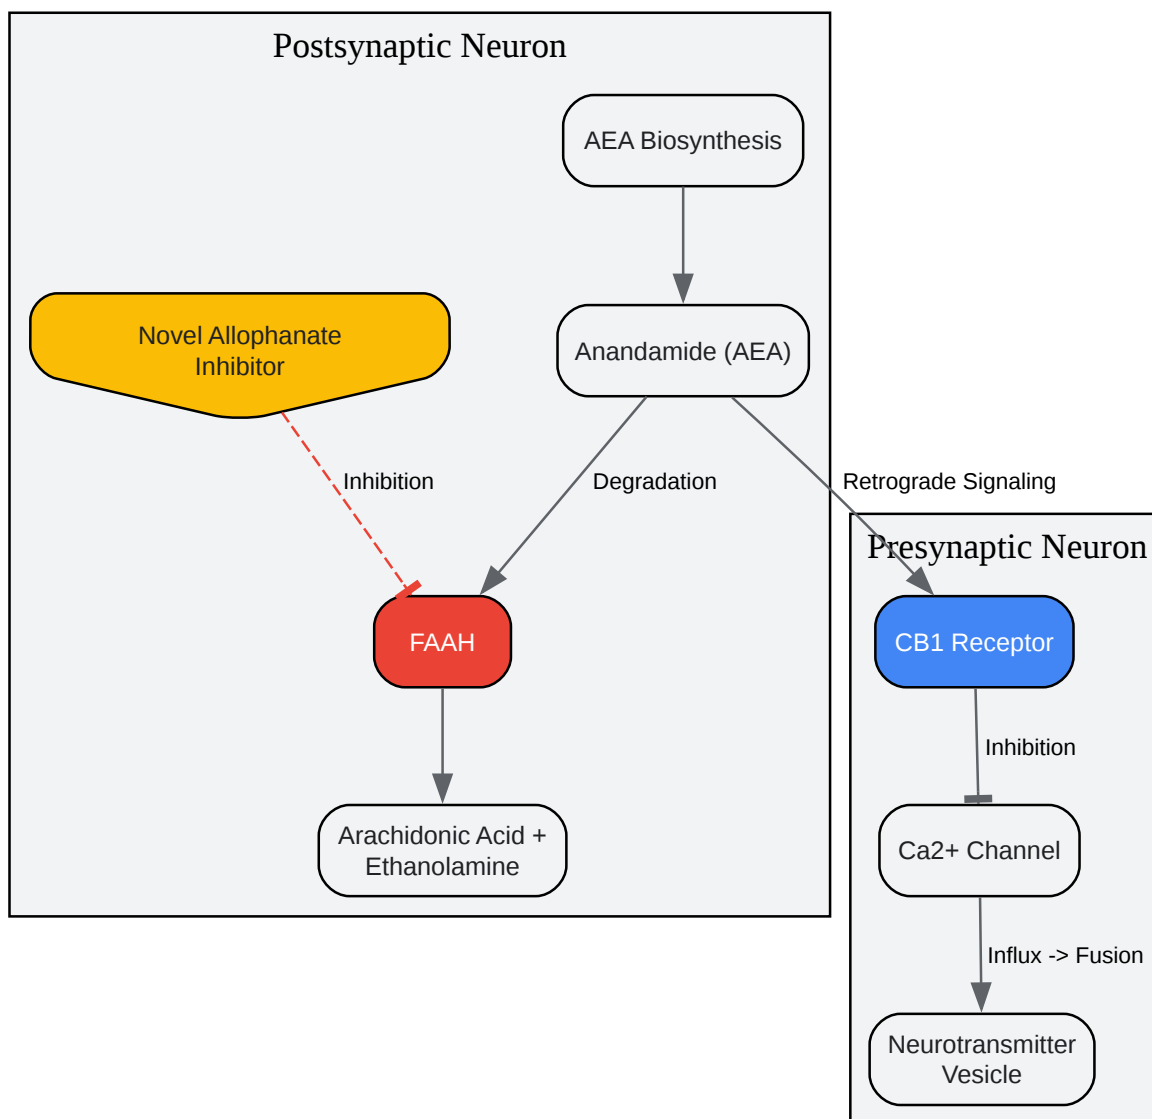 Postsynaptic Neuron
AEA Biosynthesis
Novel Allophanate
Inhibitor
Anandamide (AEA)
Inhibition
Degradation
Retrograde Signaling
Presynaptic Neuron
FAAH
CB1 Receptor
Inhibition
Arachidonic Acid +
Ethanolamine
Ca2+ Channel
Influx -> Fusion
Neurotransmitter
Vesicle